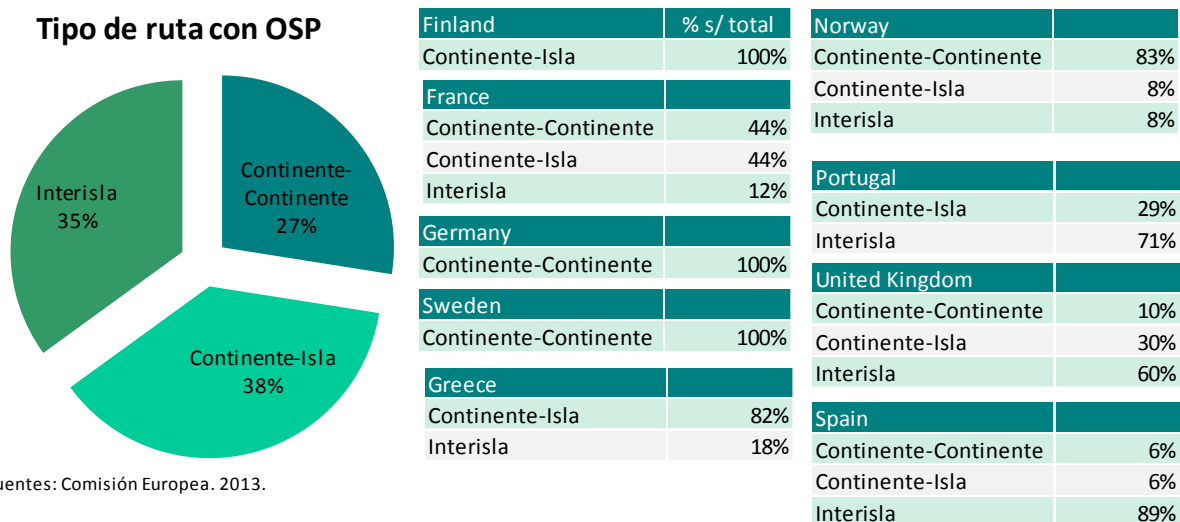 Tipo de ruta con OSP
Interisla
35%
Continente-
Continente
27%
Continente-Isla
38%
uentes: Comisión Europea. 2013.
Finland % s/ total
Continente-Isla 100%
France
Continente-Continente 44%
Continente-Isla 44%
Interisla 12%
Germany
Continente-Continente 100%
Sweden
Continente-Continente 100%
Greece
Continente-Isla 82%
Interisla 18%
Norway
Continente-Continente 83%
Continente-Isla 8%
Interisla 8%
Portugal
Continente-Isla 29%
Interisla 71%
United Kingdom
Continente-Continente 10%
Continente-Isla 30%
Interisla 60%
Spain
Continente-Continente 6%
Continente-Isla 6%
Interisla 89%